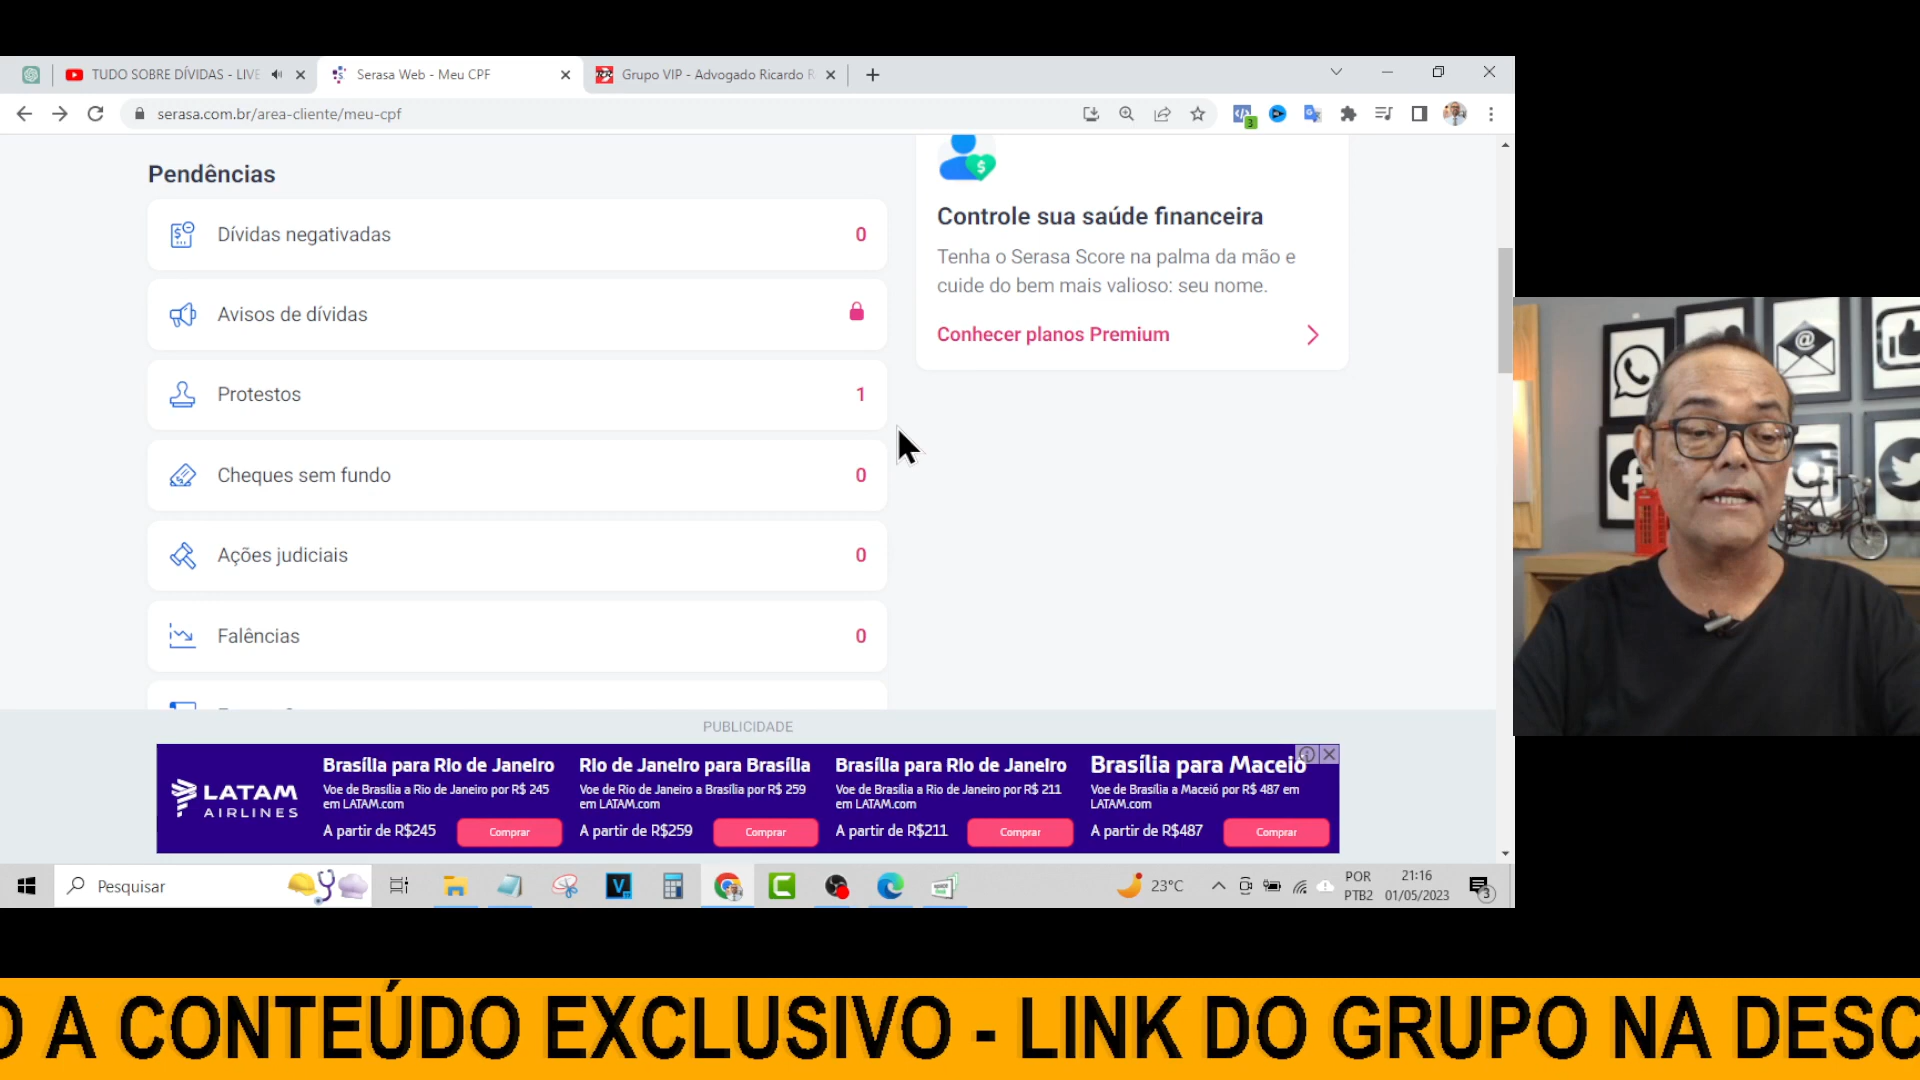 TUDO SOBRE DÍVIDAS - LIVE
Serasa Web - Meu CPF
Grupo VIP - Advogado Ricardo R
serasa.com.br/area-cliente/meu-cpf
3
Pendências
Dívidas negativadas 0
Avisos de dívidas
Protestos 1
Cheques sem fundo 0
Ações judiciais 0
Falências 0
Controle sua saúde financeira
Tenha o Serasa Score na palma da mão e
cuide do bem mais valioso: seu nome.
Conhecer planos Premium
PUBLICIDADE
LATAM
AIRLINES
Brasília para Rio de Janeiro
Voe de Brasília a Rio de Janeiro por R$ 245
em LATAM.com
A partir de R$245 Comprar
Rio de Janeiro para Brasília
Voe de Rio de Janeiro a Brasília por R$ 259
em LATAM.com
A partir de R$259 Comprar
Brasília para Rio de Janeiro
Voe de Brasília a Rio de Janeiro por R$ 211
em LATAM.com
A partir de R$211 Comprar
Brasília para Maceió
Voe de Brasília a Maceió por R$ 487 em
LATAM.com
A partir de R$487 Comprar
Pesquisar
23°C
POR
PTB2
21:16
01/05/2023
3
O A CONTEÚDO EXCLUSIVO - LINK DO GRUPO NA DESC